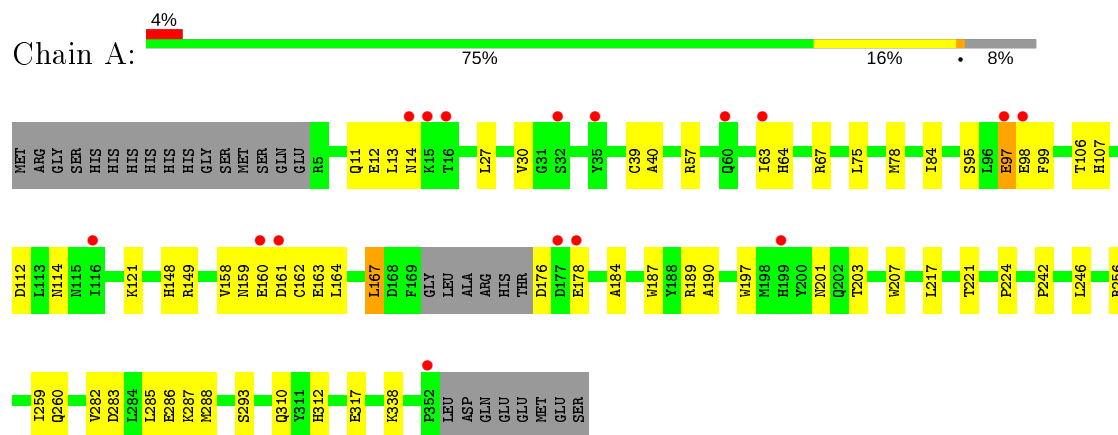 4%
Chain A:
75% 16% • 8%
MET ARG GLY SER HIS HIS HIS HIS HIS HIS GLY SER MET SER GLN GLU R5 Q11 E12 L13 N14 K15 T16 L27 V30 G31 S32 Y35 C39 A40 R57 Q60 I63 H64 R67 L75 M78 I84 S95 L96 E97 E98 F99 T106 H107
D112 L113 N114 N115 I116 K121 H148 R149 V158 N159 E160 D161 C162 E163 L164 L167 D168 F169 GLY LEU ALA ARG HIS THR D176 D177 E178 A184 W187 Y188 R189 A190 W197 M198 H199 Y200 N201 Q202 T203 W207 L217 T221 P224 P242 L246
I259 Q260 V282 D283 L284 L285 E286 K287 M288 S293 Q310 Y311 H312 E317 K338 P352 LEU ASP GLN GLU GLU MET GLU SER